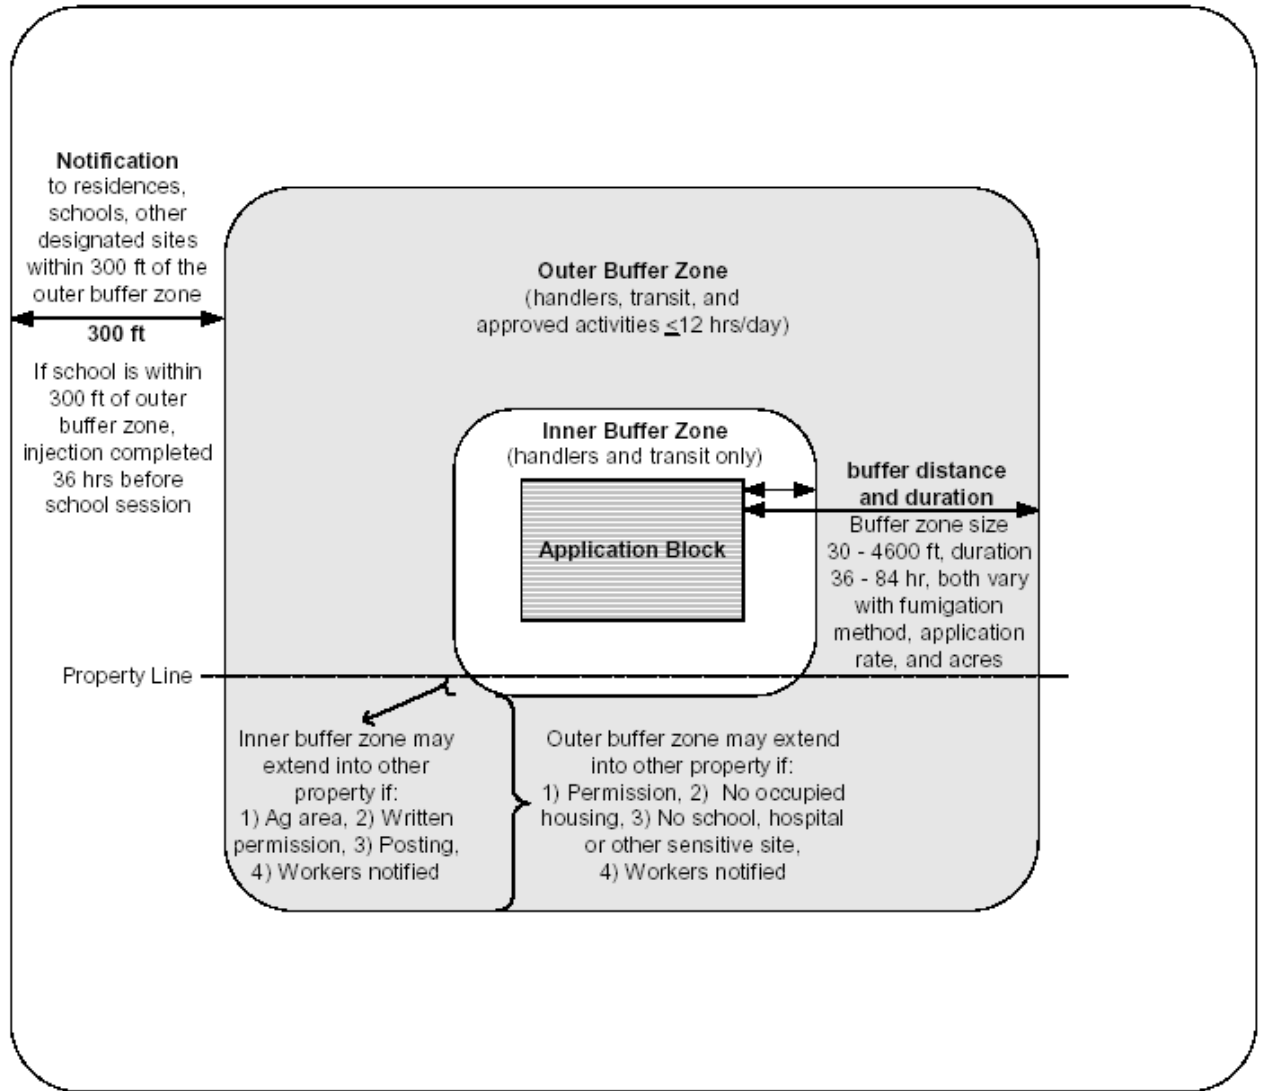 Notification
to residences,
schools, other
designated sites
within 300 ft of the
outer buffer zone
300 ft
If school is within
300 ft of outer
buffer zone,
injection completed
36 hrs before
school session
Outer Buffer Zone
(handlers, transit, and
approved activities ≤12 hrs/day)
Inner Buffer Zone
(handlers and transit only)
Application Block
buffer distance
and duration
Buffer zone size
30 - 4600 ft, duration
36 - 84 hr, both vary
with fumigation
method, application
rate, and acres
Property Line
Inner buffer zone may
extend into other
property if:
1) Ag area, 2) Written
permission, 3) Posting,
4) Workers notified
Outer buffer zone may extend
into other property if:
1) Permission, 2) No occupied
housing, 3) No school, hospital
or other sensitive site,
4) Workers notified